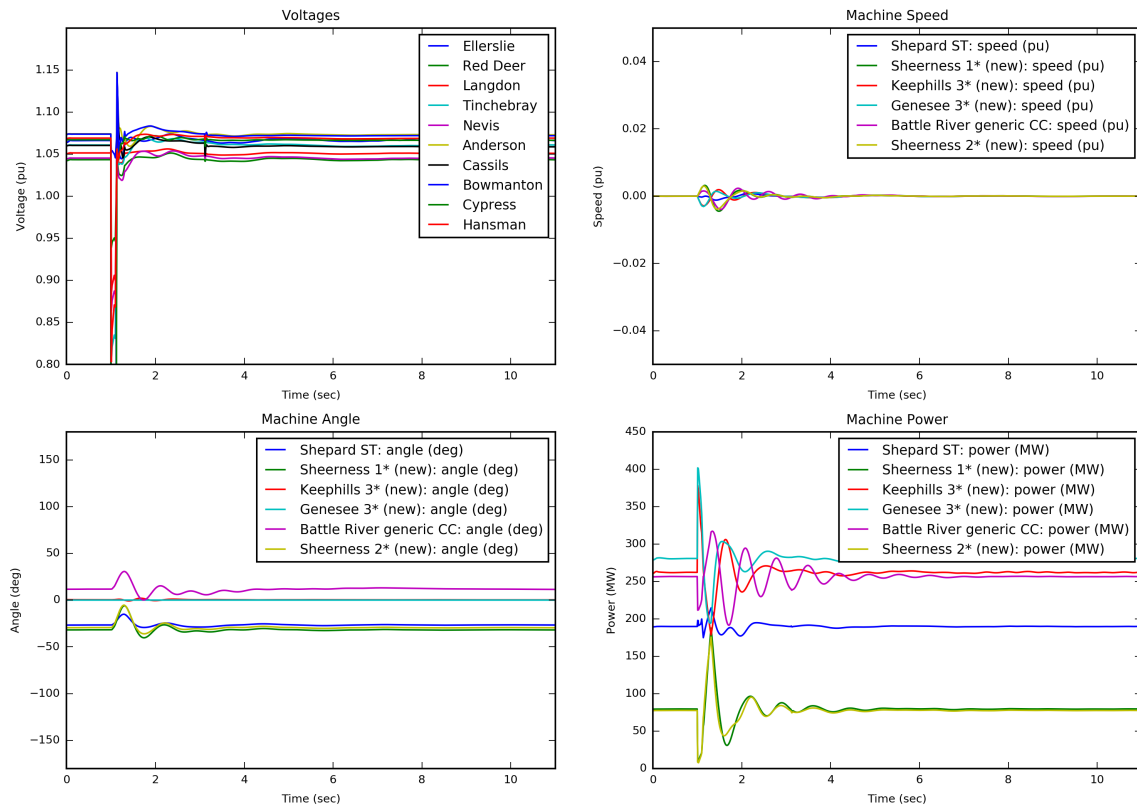 Voltages
1.15
1.10
1.05
1.00
0.95
0.90
0.85
0.80
Voltage (pu)
Ellerslie
Red Deer
Langdon
Tinchebray
Nevis
Anderson
Cassils
Bowmanton
Cypress
Hansman
0 2 4 6 8 10
Time (sec)
Machine Speed
0.04
0.02
0.00
−0.02
−0.04
Speed (pu)
Shepard ST: speed (pu)
Sheerness 1* (new): speed (pu)
Keephills 3* (new): speed (pu)
Genesee 3* (new): speed (pu)
Battle River generic CC: speed (pu)
Sheerness 2* (new): speed (pu)
0 2 4 6 8 10
Time (sec)
Machine Angle
150
100
50
0
−50
−100
−150
Angle (deg)
Shepard ST: angle (deg)
Sheerness 1* (new): angle (deg)
Keephills 3* (new): angle (deg)
Genesee 3* (new): angle (deg)
Battle River generic CC: angle (deg)
Sheerness 2* (new): angle (deg)
0 2 4 6 8 10
Time (sec)
Machine Power
450
400
350
300
250
200
150
100
50
0
Power (MW)
Shepard ST: power (MW)
Sheerness 1* (new): power (MW)
Keephills 3* (new): power (MW)
Genesee 3* (new): power (MW)
Battle River generic CC: power (MW)
Sheerness 2* (new): power (MW)
0 2 4 6 8 10
Time (sec)